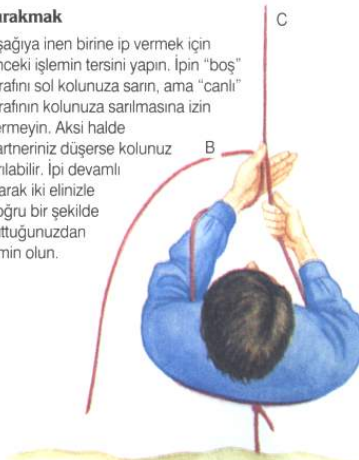 C
ırakmak
şağıya inen birine ip vermek için
nceki işlemin tersini yapın. İpin “boş”
rafını sol kolunuza sarın, ama “canlı”
rafının kolunuza sarılmasına izin
ermeyin. Aksi halde
artneriniz düşerse kolunuz
B
rılabilir. İpi devamlı
arak iki elinizle
oğru bir şekilde
ttuğunuzdan
min olun.